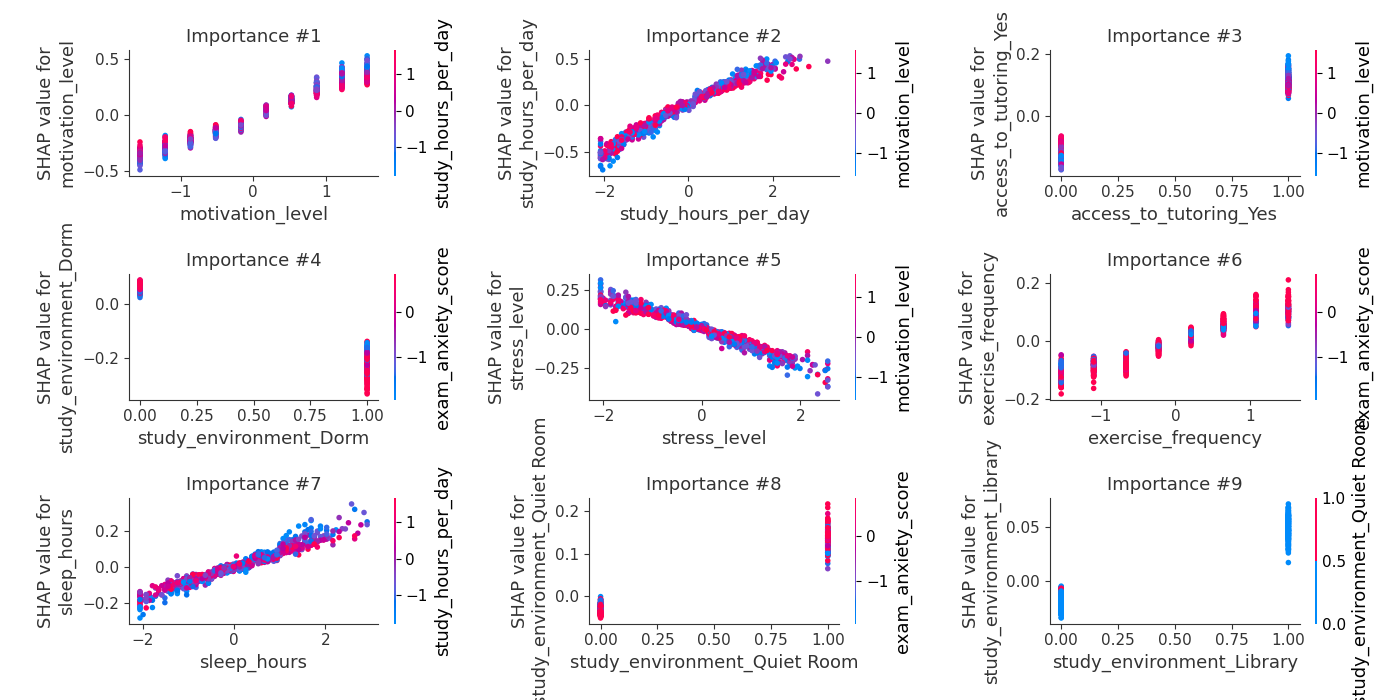 Importance #1
SHAP value for
motivation_level
0.5
0.0
−0.5
−1
0
1
motivation_level
1
0
−1
study_hours_per_day
Importance #2
SHAP value for
study_hours_per_day
0.5
0.0
−0.5
−2
0
2
study_hours_per_day
1
0
−1
motivation_level
Importance #3
SHAP value for
access_to_tutoring_Yes
0.2
0.0
0.00
0.25
0.50
0.75
1.00
access_to_tutoring_Yes
1
0
−1
motivation_level
Importance #4
SHAP value for
study_environment_Dorm
0.0
−0.2
0.00
0.25
0.50
0.75
1.00
study_environment_Dorm
0
−1
exam_anxiety_score
Importance #5
SHAP value for
stress_level
0.25
0.00
−0.25
−2
0
2
stress_level
1
0
−1
motivation_level
Importance #6
SHAP value for
exercise_frequency
0.2
0.0
−0.2
−1
0
1
exercise_frequency
0
−1
exam_anxiety_score
Importance #7
SHAP value for
sleep_hours
0.2
0.0
−0.2
−2
0
2
sleep_hours
1
0
−1
study_hours_per_day
Importance #8
SHAP value for
study_environment_Quiet Room
0.2
0.1
0.0
0.00
0.25
0.50
0.75
1.00
study_environment_Quiet Room
0
−1
exam_anxiety_score
Importance #9
SHAP value for
study_environment_Library
0.05
0.00
0.00
0.25
0.50
0.75
1.00
study_environment_Library
1.0
0.5
0.0
study_environment_Quiet Room